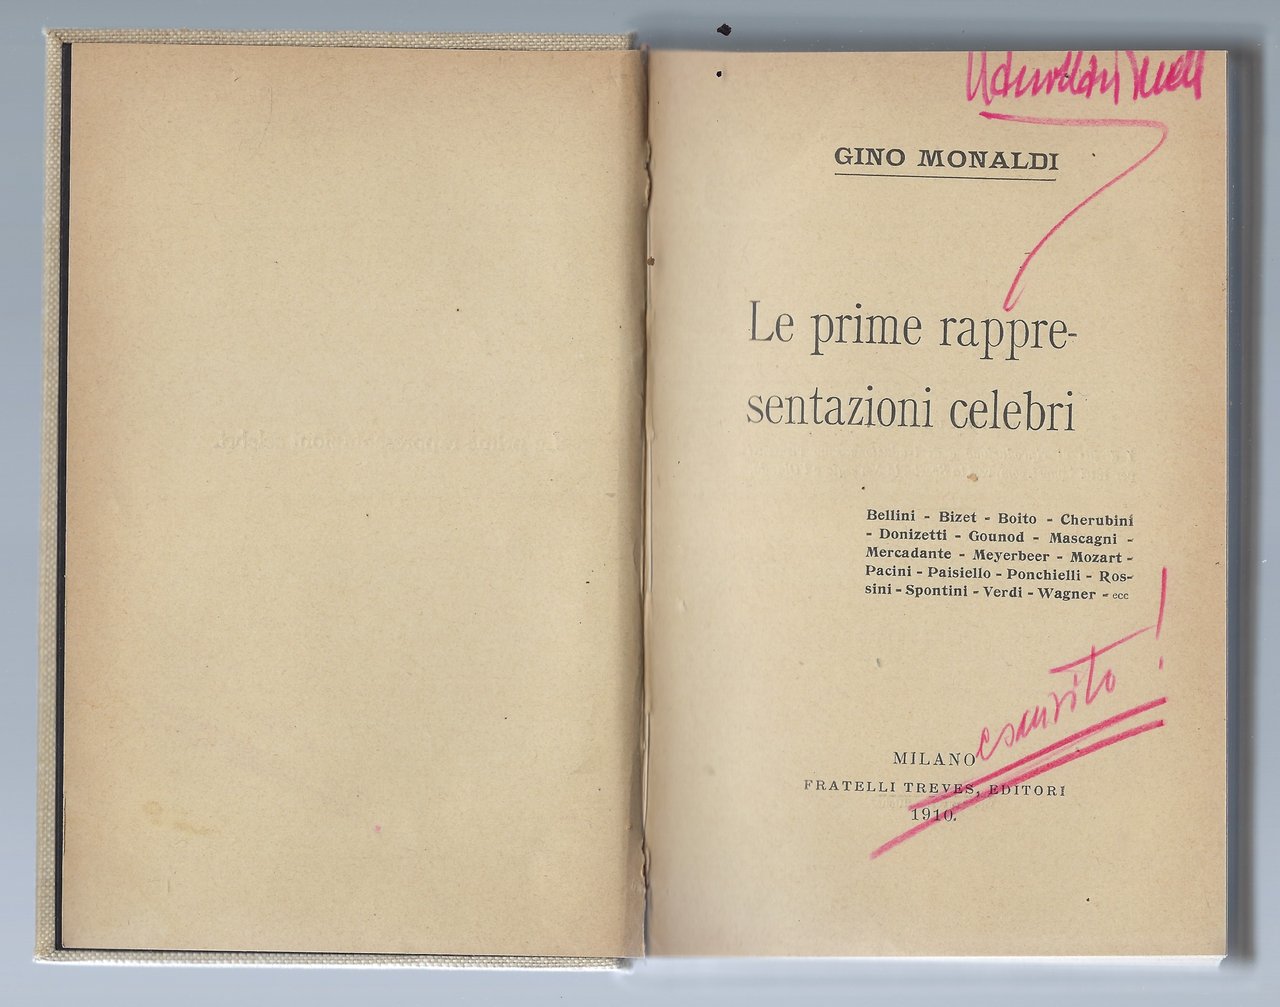 GINO MONALDI
Le prime rappre-
sentazioni celebri
Bellini - Bizet - Boito - Cherubini
- Donizetti - Gounod - Mascagni -
Mercadante - Meyerbeer - Mozart -
Pacini - Paisiello - Ponchielli - Ros-
sini - Spontini - Verdi - Wagner - ecc
esaurito!
MILANO
FRATELLI TREVES, EDITORI
1910.